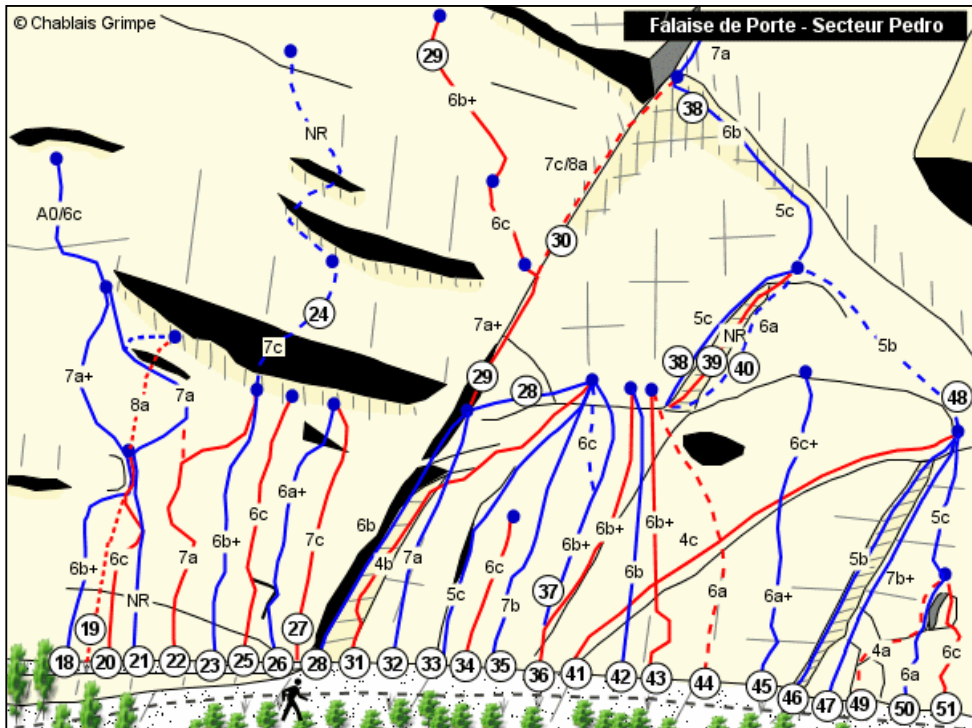 © Chablais Grimpe
Falaise de Porte - Secteur Pedro
29
7a
6b+
38
NR
6b
7c/8a
A0/6c
5c
6c
30
24
7a+
5c
6a
NR
5b
7c
38
39
40
7a+
7a
29
28
48
8a
6c
6c+
6a+
5c
6c
7c
6b
6b+
6b+
4c
6b+
7a
4b
7a
6c
6b+
5b
6b+
6c
5c
7b
6b
7b+
37
6a
6a+
NR
19
27
4a
6c
6a
18
20
21
22
23
25
26
28
31
32
33
34
35
36
41
42
43
44
45
46
47
49
50
51